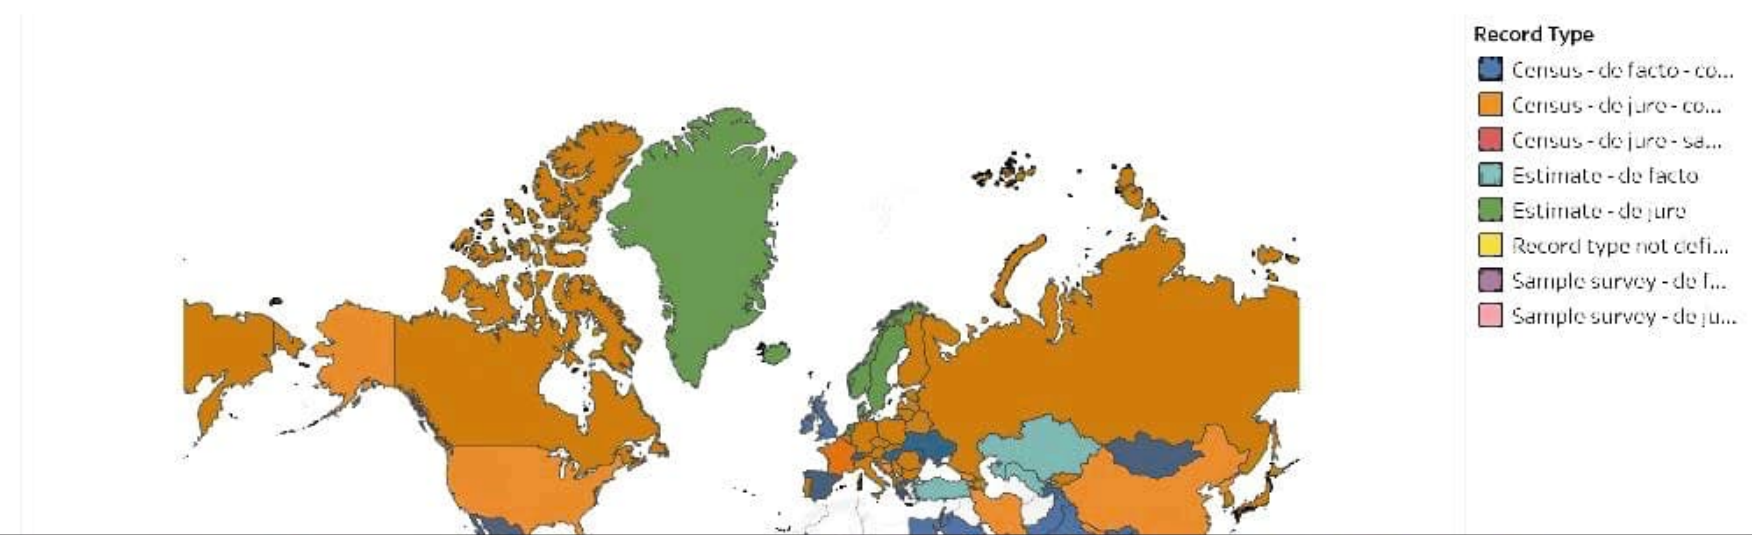 Record Type
Census - de facto - co...
Census - de jure - co...
Census - de jure - sa...
Estimate - de facto
Estimate - de jure
Record type not defi...
Sample survey - de f...
Sample survey - de ju...